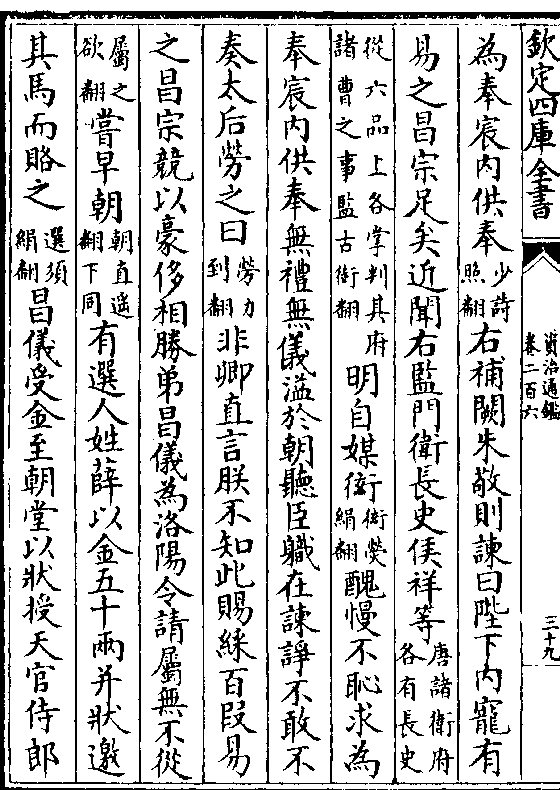 欽定四庫全書
資治通鑑
卷二百六
三十九
為奉宸内供奉少詩照翻右補闕朱敬則諫曰陛下内寵有
易之昌宗足矣近聞右監門衛長史侯祥等唐諸衛府各有長史
從六品上各掌判其府諸曹之事監古銜翻明自媒衒衒熒絹翻醜慢不恥求為
奉宸内供奉無禮無儀溢於朝聽臣職在諫諍不敢不
奏太后勞之曰勞力到翻非卿直言朕不知此賜綵百段易
之昌宗競以豪侈相勝弟昌儀為洛陽令請屬無不從
屬之欲翻嘗早朝朝直遥翻下同有選人姓薛以金五十兩并狀邀
其馬而賂之選須絹翻昌儀受金至朝堂以狀授天官侍郎